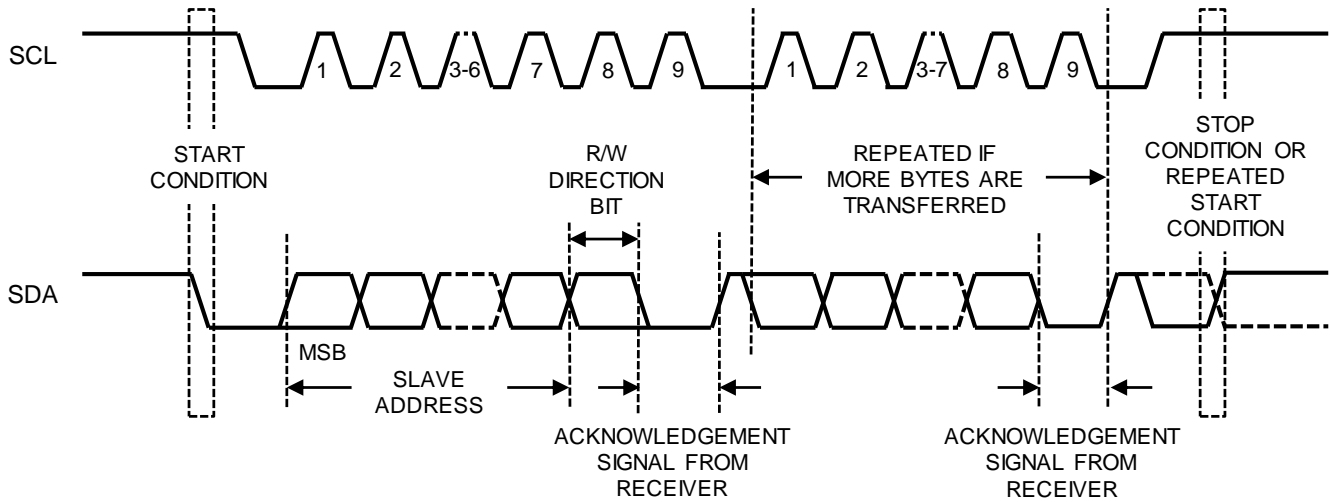 SCL
1 2 3-6 7 8 9 1 2 3-7 8 9
START
CONDITION
R/W
DIRECTION
BIT
REPEATED IF
MORE BYTES ARE
TRANSFERRED
STOP
CONDITION OR
REPEATED
START
CONDITION
SDA
MSB
SLAVE
ADDRESS
ACKNOWLEDGEMENT
SIGNAL FROM
RECEIVER
ACKNOWLEDGEMENT
SIGNAL FROM
RECEIVER